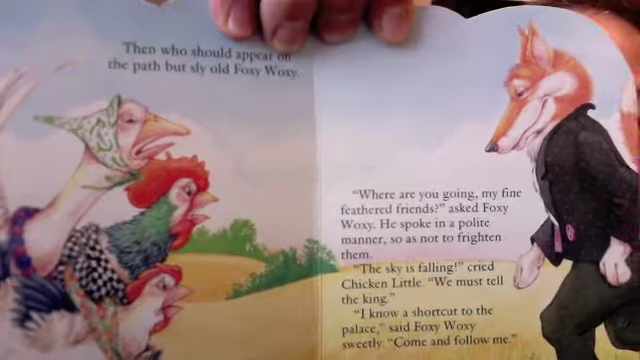 Then who should appear on
the path but sly old Foxy Woxy.
“Where are you going, my fine
feathered friends?” asked Foxy
Woxy. He spoke in a polite
manner, so as not to frighten
them.
“The sky is falling!” cried
Chicken Little. “We must tell
the king.”
“I know a shortcut to the
palace,” said Foxy Woxy
sweetly. “Come and follow me.”